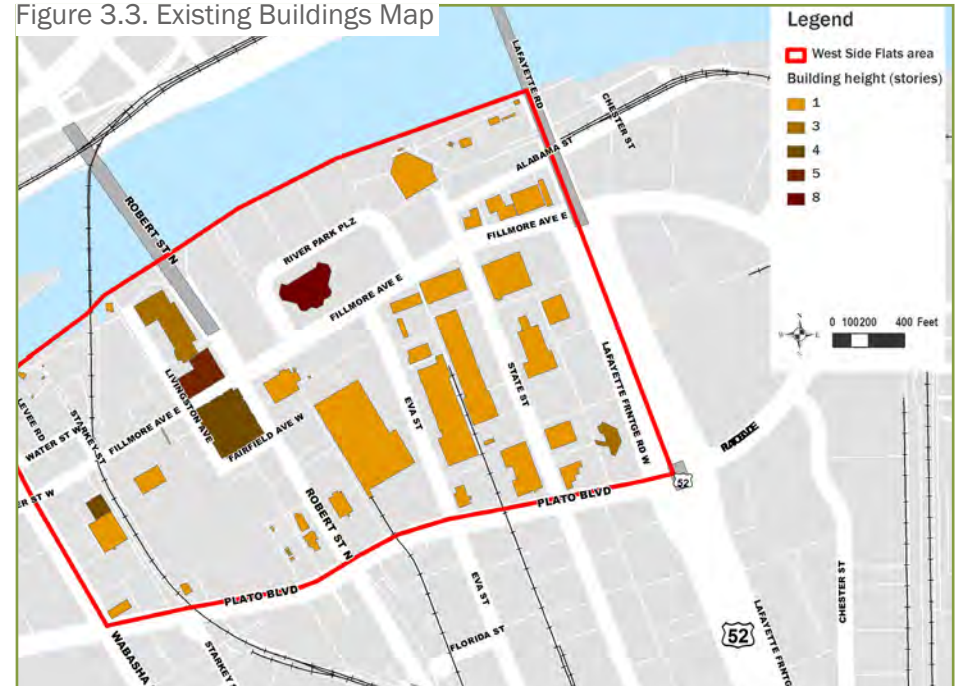 Figure 3.3. Existing Buildings Map
Legend
West Side Flats area
Building height (stories)
1
3
4
5
8
N
W
E
S
0 100200 400 Feet
LAFAYETTE RD
CHESTER ST
ALABAMA ST
ROBERT ST N
RIVER PARK PLZ
FILLMORE AVE E
FILLMORE AVE E
LIVINGSTON AVE
STATE ST
LAFAYETTE FRNTGE RD W
EVA ST
LEVEE RD
STARKEY ST
WATER ST W
FILLMORE AVE E
FAIRFIELD AVE W
ER ST W
52
PLATO BLVD
ROBERT ST N
PLATO BLVD
EVA ST
CHESTER ST
LAFAYETTE FRNTG
FLORIDA ST
52
WABASHA
STARKEY